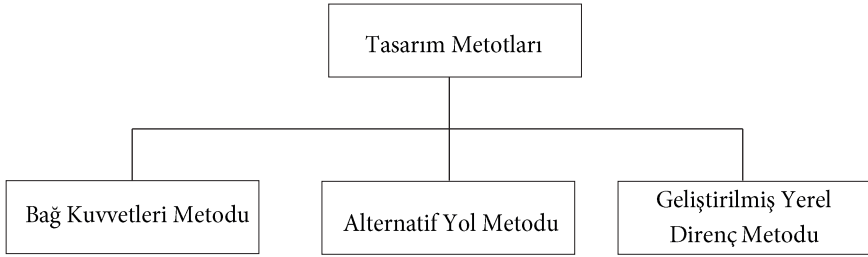 Tasarım Metotları
Bağ Kuvvetleri Metodu
Alternatif Yol Metodu
Geliştirilmiş Yerel
Direnç Metodu